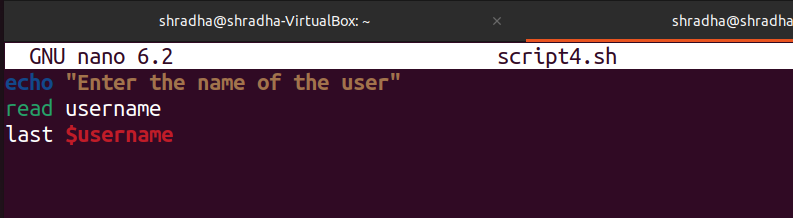 shradha@shradha-VirtualBox: ~ × shradha@shradha
GNU nano 6.2 script4.sh
echo "Enter the name of the user"
read username
last $username